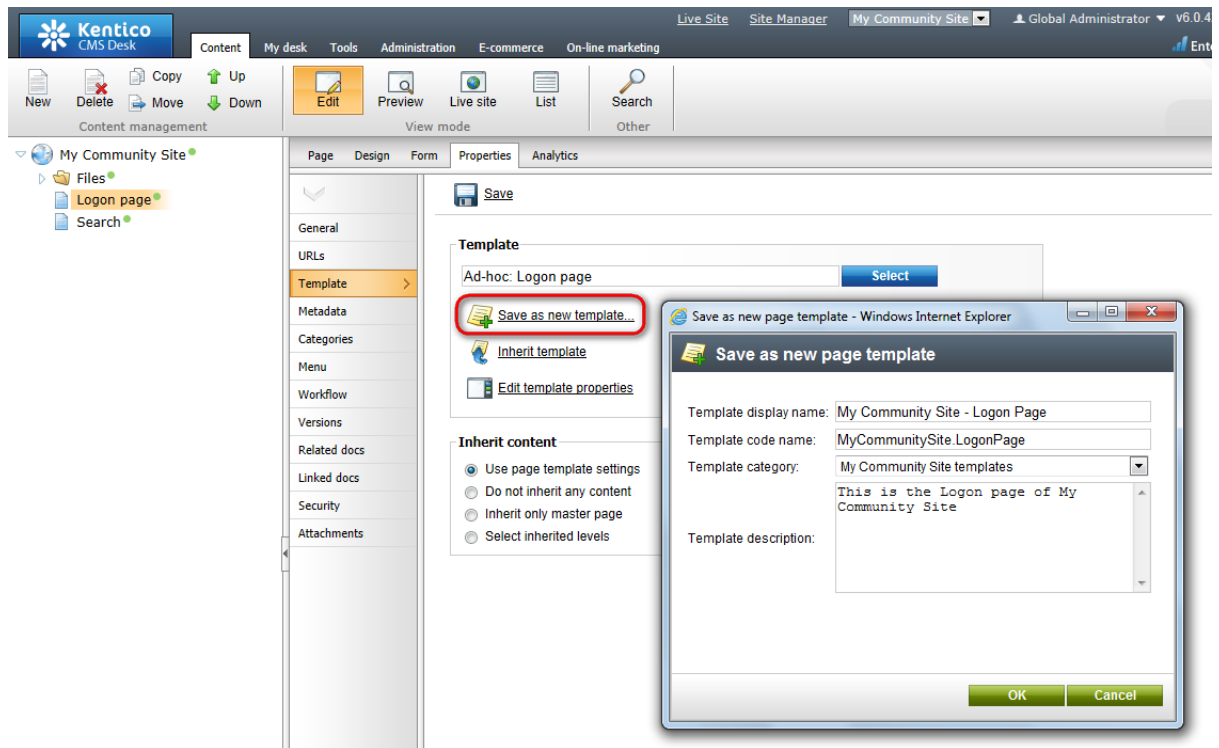 Live Site Site Manager My Community Site Global Administrator v6.0.4
Kentico
CMS Desk
Content My desk Tools Administration E-commerce On-line marketing
New Delete Copy Move Up Down
Content management
Edit Preview Live site List
View mode
Search
Other
My Community Site
Files
Logon page
Search
Page Design Form Properties Analytics
General
URLs
Template >
Metadata
Categories
Menu
Workflow
Versions
Related docs
Linked docs
Security
Attachments
Save
Template
Ad-hoc: Logon page Select
Save as new template...
Inherit template
Edit template properties
Inherit content
Use page template settings
Do not inherit any content
Inherit only master page
Select inherited levels
Save as new page template - Windows Internet Explorer
Save as new page template
Template display name: My Community Site - Logon Page
Template code name: MyCommunitySite.LogonPage
Template category: My Community Site templates
Template description:
This is the Logon page of My
Community Site
OK Cancel